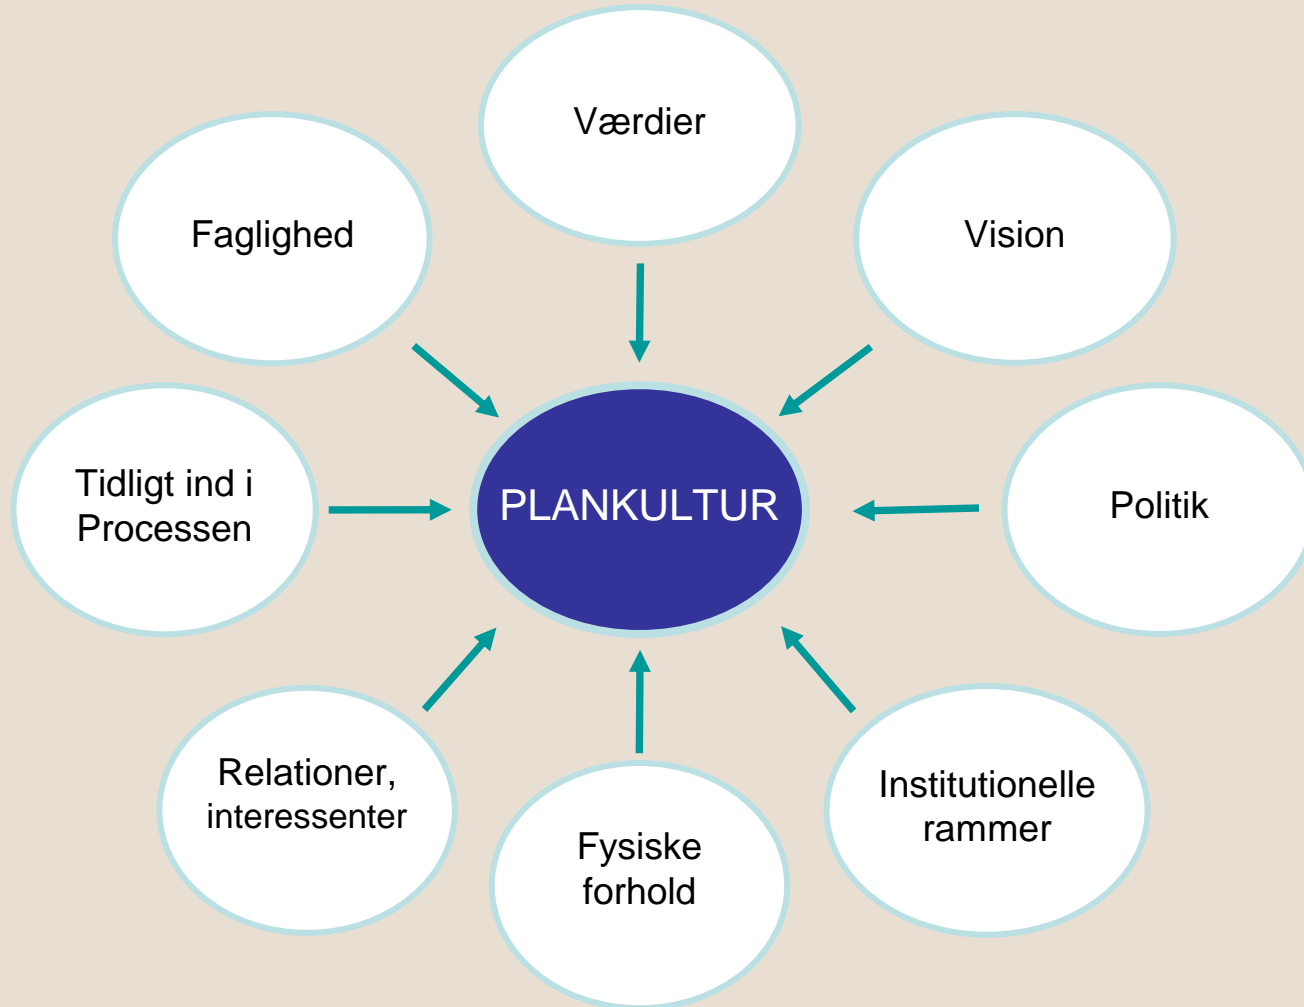 Værdier
Faglighed
Vision
Tidligt ind i
Processen
PLANKULTUR
Politik
Relationer,
interessenter
Fysiske
forhold
Institutionelle
rammer